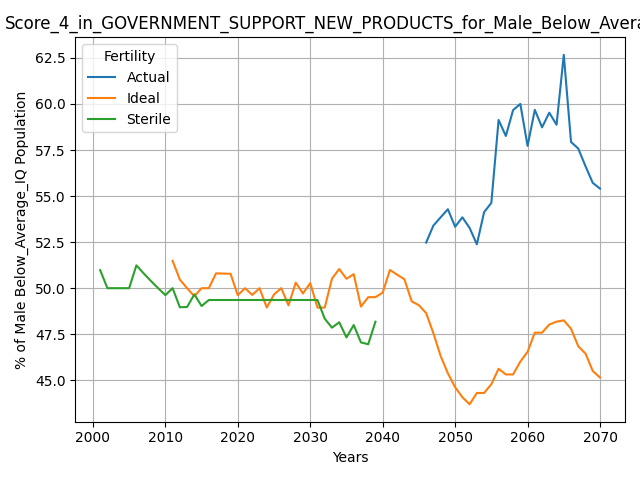 Score_4_in_GOVERNMENT_SUPPORT_NEW_PRODUCTS_for_Male_Below_Avera
Fertility
Actual
Ideal
Sterile
% of Male Below_Average_IQ Population
62.5
60.0
57.5
55.0
52.5
50.0
47.5
45.0
2000 2010 2020 2030 2040 2050 2060 2070
Years